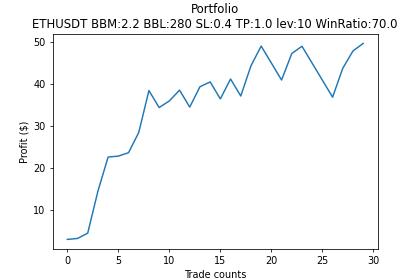 Portfolio
ETHUSDT BBM:2.2 BBL:280 SL:0.4 TP:1.0 lev:10 WinRatio:70.0
50
40
30
20
10
Profit ($)
0 5 10 15 20 25 30
Trade counts